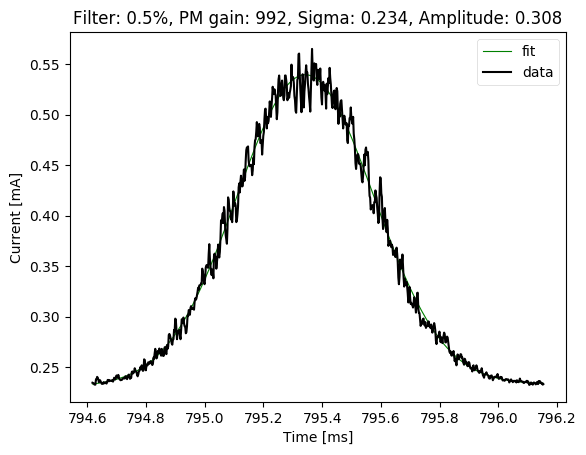 Filter: 0.5%, PM gain: 992, Sigma: 0.234, Amplitude: 0.308
fit
data
0.55
0.50
0.45
0.40
0.35
0.30
0.25
Current [mA]
794.6 794.8 795.0 795.2 795.4 795.6 795.8 796.0 796.2
Time [ms]